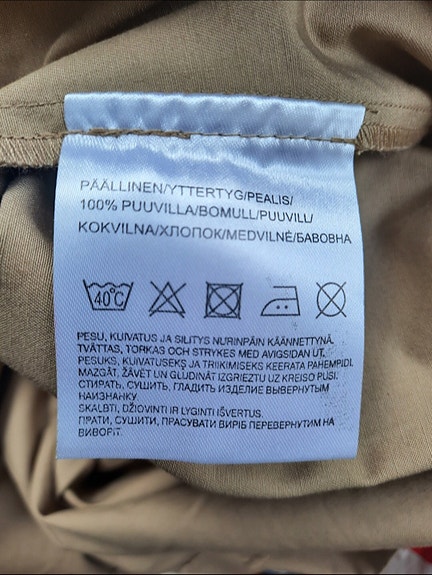 PÄÄLLINEN/YTTERTYG/PEALIS/
100% PUUVILLA/BOMULL/PUUVILL/
KOKVILNA/ХЛОПОК/MEDVILNĖ/БАВОВНА
40°C
PESU, KUIVATUS JA SILITYS NURINPÄIN KÄÄNNETTYNÄ.
TVÄTTAS, TORKAS OCH STRYKES MED AVIGSIDAN UT.
PESUKS, KUIVATUSEKS JA TRIIKIMISEKS KEERATA PAHEMPIDI.
MAZGĀT, ŽĀVĒT UN GLUDINĀT IZGRIEZTU UZ KREISO PUSI.
СТИРАТЬ, СУШИТЬ, ГЛАДИТЬ ИЗДЕЛИЕ ВЫВЕРНУТЫМ
НАИЗНАНКУ.
SKALBTI, DŽIOVINTI IR LYGINTI IŠVERTUS.
ПРАТИ, СУШИТИ, ПРАСУВАТИ ВИРІБ ПЕРЕВЕРНУТИМ НА
ВИВОРІТ.